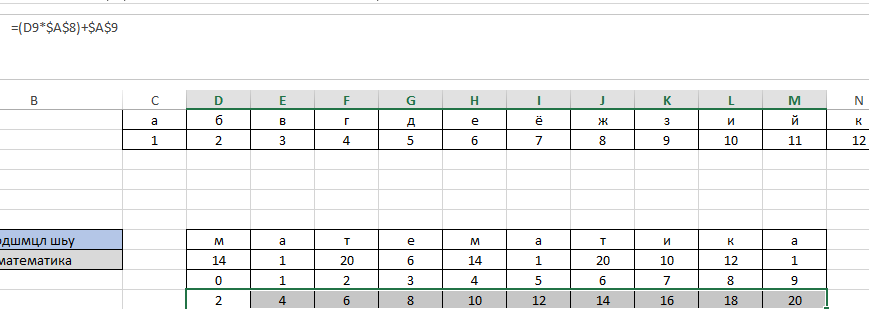 =(D9*$A$8)+$A$9
B C D E F G H I J K L M N
а б в г д е ё ж з и й к
1 2 3 4 5 6 7 8 9 10 11 12
одшмцл шьу м а т е м а т и к а
математика 14 1 20 6 14 1 20 10 12 1
0 1 2 3 4 5 6 7 8 9
2 4 6 8 10 12 14 16 18 20